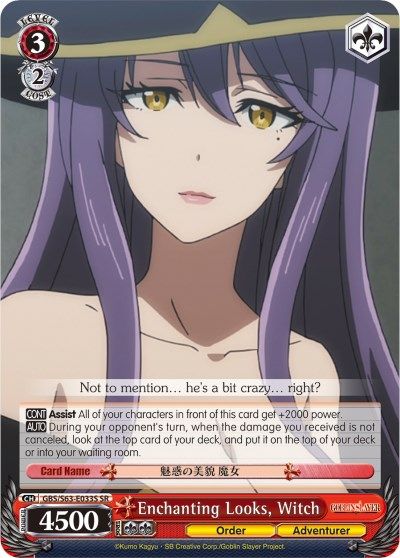 LEVEL
3
2
COST
Not to mention… he's a bit crazy… right?
CONT Assist All of your characters in front of this card get +2000 power.
AUTO During your opponent's turn, when the damage you received is not
canceled, look at the top card of your deck, and put it on the top of your deck
or into your waiting room.
Card Name 魅惑の美貌 魔女
CH GBS/S63-E033S SR
POWER 4500
Enchanting Looks, Witch
GOBLIN SLAYER
Order Adventurer
©Kumo Kagyu・SB Creative Corp./Goblin Slayer Project.